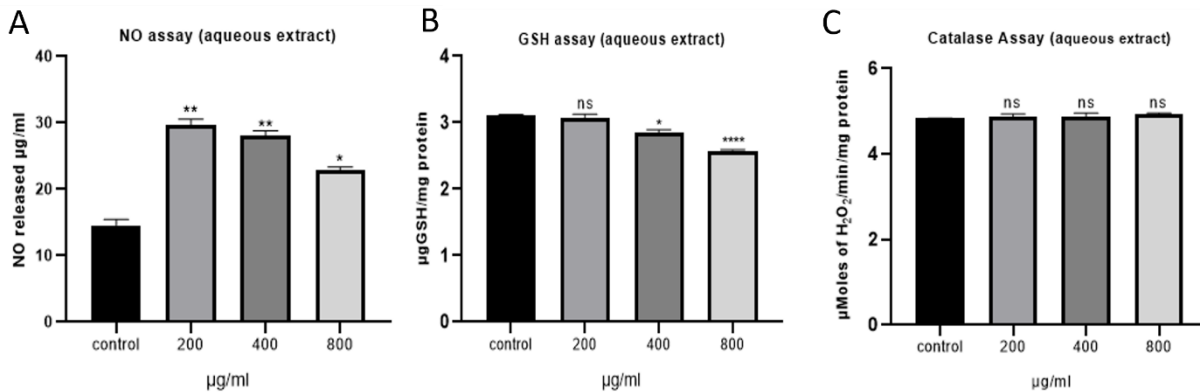 A
NO assay (aqueous extract)
NO released µg/ml
40
30
20
10
0
**
**
*
control 200 400 800
µg/ml
B
GSH assay (aqueous extract)
µgGSH/mg protein
4
3
2
1
0
ns
*
****
control 200 400 800
µg/ml
C
Catalase Assay (aqueous extract)
µMoles of H₂O₂/min/mg protein
6
4
2
0
ns ns ns
control 200 400 800
µg/ml